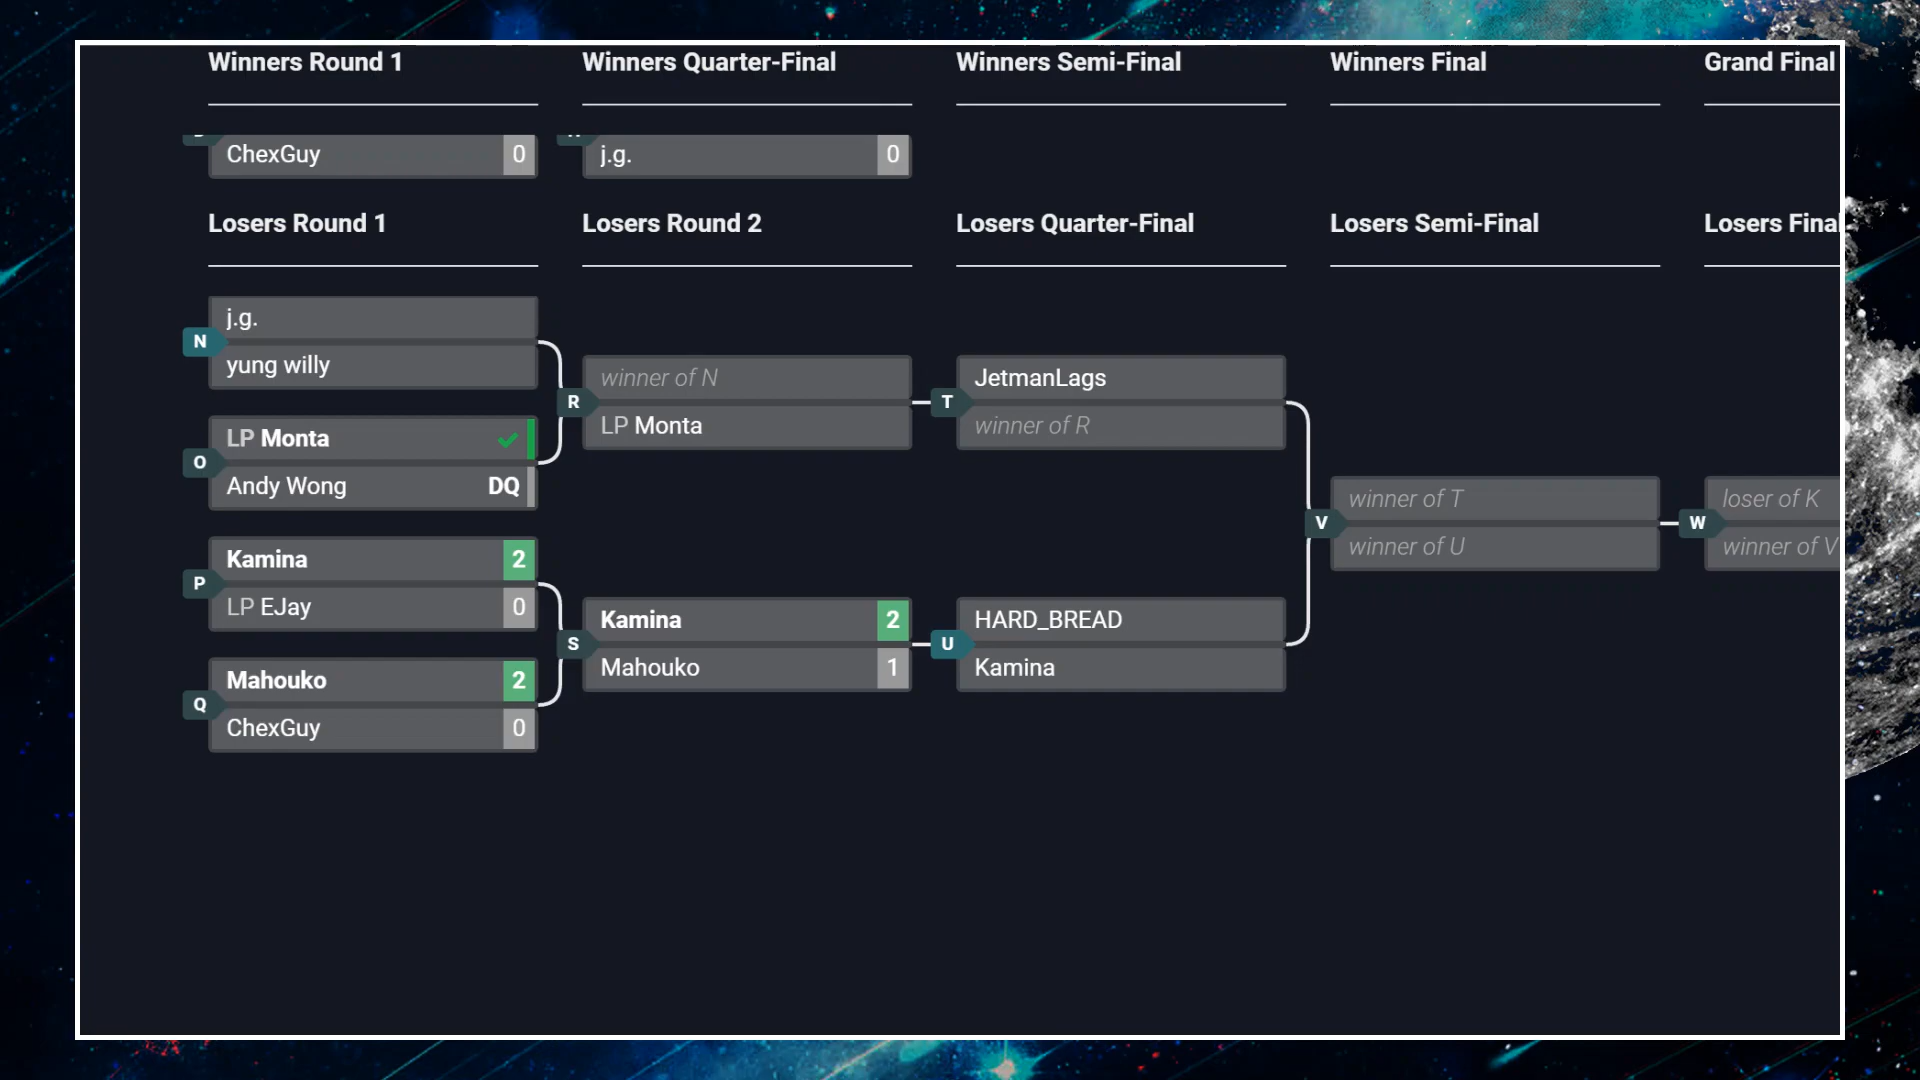 Winners Round 1
Winners Quarter-Final
Winners Semi-Final
Winners Final
Grand Final
ChexGuy 0
j.g. 0
Losers Round 1
Losers Round 2
Losers Quarter-Final
Losers Semi-Final
Losers Final
N
j.g.
yung willy
O
LP Monta
Andy Wong DQ
P
Kamina 2
LP EJay 0
Q
Mahouko 2
ChexGuy 0
R
winner of N
LP Monta
S
Kamina 2
Mahouko 1
T
JetmanLags
winner of R
U
HARD_BREAD
Kamina
V
winner of T
winner of U
W
loser of K
winner of V